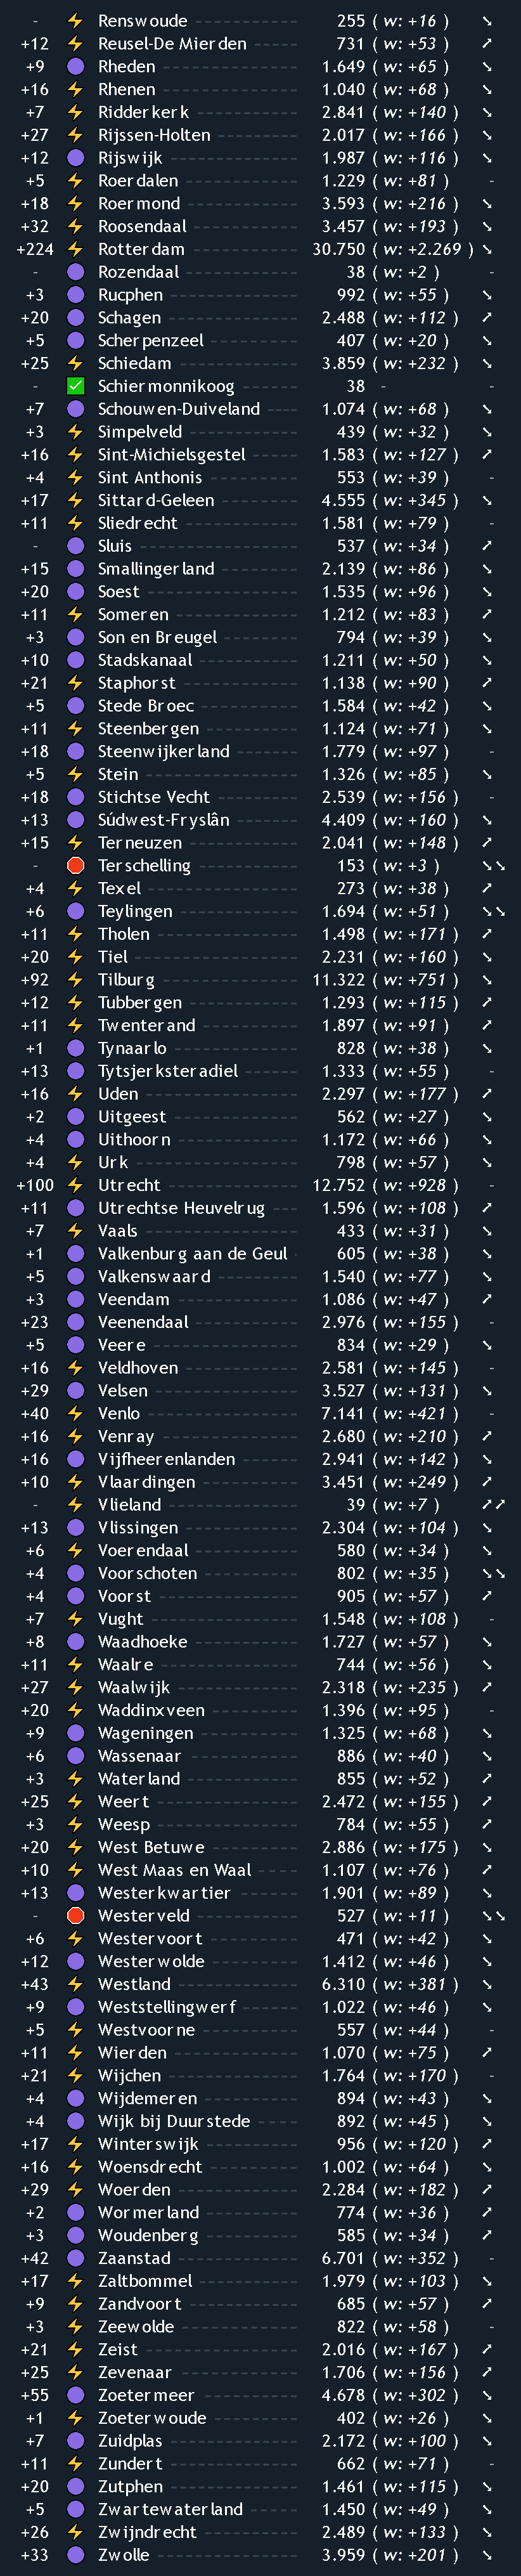 - ⚡ Renswoude 255 ( w: +16 ) ↘
+12 ⚡ Reusel-De Mierden 731 ( w: +53 ) ↗
+9 🟣 Rheden 1.649 ( w: +65 ) ↘
+16 ⚡ Rhenen 1.040 ( w: +68 ) ↘
+7 ⚡ Ridderkerk 2.841 ( w: +140 ) ↘
+27 ⚡ Rijssen-Holten 2.017 ( w: +166 ) ↘
+12 🟣 Rijswijk 1.987 ( w: +116 ) ↘
+5 ⚡ Roerdalen 1.229 ( w: +81 ) -
+18 ⚡ Roermond 3.593 ( w: +216 ) ↘
+32 ⚡ Roosendaal 3.457 ( w: +193 ) ↘
+224 ⚡ Rotterdam 30.750 ( w: +2.269 ) ↘
- 🟣 Rozendaal 38 ( w: +2 ) -
+3 🟣 Rucphen 992 ( w: +55 ) ↘
+20 🟣 Schagen 2.488 ( w: +112 ) ↗
+5 🟣 Scherpenzeel 407 ( w: +20 ) ↘
+25 ⚡ Schiedam 3.859 ( w: +232 ) ↘
- ✅ Schiermonnikoog 38 - -
+7 🟣 Schouwen-Duiveland 1.074 ( w: +68 ) ↘
+3 ⚡ Simpelveld 439 ( w: +32 ) ↘
+16 ⚡ Sint-Michielsgestel 1.583 ( w: +127 ) ↗
+4 ⚡ Sint Anthonis 553 ( w: +39 ) -
+17 ⚡ Sittard-Geleen 4.555 ( w: +345 ) ↘
+11 ⚡ Sliedrecht 1.581 ( w: +79 ) -
- 🟣 Sluis 537 ( w: +34 ) ↗
+15 🟣 Smallingerland 2.139 ( w: +86 ) ↘
+20 🟣 Soest 1.535 ( w: +96 ) ↘
+11 ⚡ Someren 1.212 ( w: +83 ) ↗
+3 🟣 Son en Breugel 794 ( w: +39 ) ↘
+10 🟣 Stadskanaal 1.211 ( w: +50 ) ↘
+21 ⚡ Staphorst 1.138 ( w: +90 ) ↗
+5 🟣 Stede Broec 1.584 ( w: +42 ) ↘
+11 ⚡ Steenbergen 1.124 ( w: +71 ) ↘
+18 🟣 Steenwijkerland 1.779 ( w: +97 ) -
+5 ⚡ Stein 1.326 ( w: +85 ) ↘
+18 🟣 Stichtse Vecht 2.539 ( w: +156 ) -
+13 🟣 Súdwest-Fryslân 4.409 ( w: +160 ) ↘
+15 ⚡ Terneuzen 2.041 ( w: +148 ) ↗
- 🛑 Terschelling 153 ( w: +3 ) ↘↘
+4 ⚡ Texel 273 ( w: +38 ) ↗
+6 🟣 Teylingen 1.694 ( w: +51 ) ↘↘
+11 ⚡ Tholen 1.498 ( w: +171 ) ↗
+20 ⚡ Tiel 2.231 ( w: +160 ) ↘
+92 ⚡ Tilburg 11.322 ( w: +751 ) ↘
+12 ⚡ Tubbergen 1.293 ( w: +115 ) ↗
+11 ⚡ Twenterand 1.897 ( w: +91 ) ↗
+1 🟣 Tynaarlo 828 ( w: +38 ) ↘
+13 🟣 Tytsjerksteradiel 1.333 ( w: +55 ) -
+16 ⚡ Uden 2.297 ( w: +177 ) ↗
+2 🟣 Uitgeest 562 ( w: +27 ) ↘
+4 🟣 Uithoorn 1.172 ( w: +66 ) ↘
+4 ⚡ Urk 798 ( w: +57 ) ↘
+100 ⚡ Utrecht 12.752 ( w: +928 ) -
+11 🟣 Utrechtse Heuvelrug 1.596 ( w: +108 ) ↗
+7 ⚡ Vaals 433 ( w: +31 ) ↘
+1 🟣 Valkenburg aan de Geul 605 ( w: +38 ) ↘
+5 🟣 Valkenswaard 1.540 ( w: +77 ) ↘
+3 🟣 Veendam 1.086 ( w: +47 ) ↗
+23 🟣 Veenendaal 2.976 ( w: +155 ) -
+5 🟣 Veere 834 ( w: +29 ) ↘
+16 ⚡ Veldhoven 2.581 ( w: +145 ) -
+29 🟣 Velsen 3.527 ( w: +131 ) ↘
+40 ⚡ Venlo 7.141 ( w: +421 ) -
+16 ⚡ Venray 2.680 ( w: +210 ) ↗
+16 🟣 Vijfheerenlanden 2.941 ( w: +142 ) ↘
+10 ⚡ Vlaardingen 3.451 ( w: +249 ) ↗
- ⚡ Vlieland 39 ( w: +7 ) ↗↗
+13 🟣 Vlissingen 2.304 ( w: +104 ) ↘
+6 ⚡ Voerendaal 580 ( w: +34 ) ↘
+4 🟣 Voorschoten 802 ( w: +35 ) ↘↘
+4 🟣 Voorst 905 ( w: +57 ) ↗
+7 ⚡ Vught 1.548 ( w: +108 ) -
+8 🟣 Waadhoeke 1.727 ( w: +57 ) ↘
+11 ⚡ Waalre 744 ( w: +56 ) ↘
+27 ⚡ Waalwijk 2.318 ( w: +235 ) ↗
+20 ⚡ Waddinxveen 1.396 ( w: +95 ) -
+9 🟣 Wageningen 1.325 ( w: +68 ) ↘
+6 🟣 Wassenaar 886 ( w: +40 ) ↘
+3 ⚡ Waterland 855 ( w: +52 ) ↗
+25 ⚡ Weert 2.472 ( w: +155 ) ↗
+3 ⚡ Weesp 784 ( w: +55 ) ↗
+20 ⚡ West Betuwe 2.886 ( w: +175 ) ↘
+10 ⚡ West Maas en Waal 1.107 ( w: +76 ) ↗
+13 🟣 Westerkwartier 1.901 ( w: +89 ) ↘
- 🛑 Westerveld 527 ( w: +11 ) ↘↘
+6 ⚡ Westervoort 471 ( w: +42 ) ↘
+12 🟣 Westerwolde 1.412 ( w: +46 ) ↘
+43 ⚡ Westland 6.310 ( w: +381 ) ↘
+9 🟣 Weststellingwerf 1.022 ( w: +46 ) ↘
+5 ⚡ Westvoorne 557 ( w: +44 ) -
+11 ⚡ Wierden 1.070 ( w: +75 ) ↗
+21 ⚡ Wijchen 1.764 ( w: +170 ) -
+4 🟣 Wijdemeren 894 ( w: +43 ) ↘
+4 🟣 Wijk bij Duurstede 892 ( w: +45 ) ↘
+17 ⚡ Winterswijk 956 ( w: +120 ) ↗
+16 ⚡ Woensdrecht 1.002 ( w: +64 ) ↘
+29 ⚡ Woerden 2.284 ( w: +182 ) ↗
+2 🟣 Wormerland 774 ( w: +36 ) ↗
+3 🟣 Woudenberg 585 ( w: +34 ) ↗
+42 🟣 Zaanstad 6.701 ( w: +352 ) -
+17 ⚡ Zaltbommel 1.979 ( w: +103 ) ↘
+9 ⚡ Zandvoort 685 ( w: +57 ) ↗
+3 ⚡ Zeewolde 822 ( w: +58 ) -
+21 ⚡ Zeist 2.016 ( w: +167 ) ↗
+25 ⚡ Zevenaar 1.706 ( w: +156 ) ↗
+55 🟣 Zoetermeer 4.678 ( w: +302 ) ↘
+1 ⚡ Zoeterwoude 402 ( w: +26 ) ↘
+7 🟣 Zuidplas 2.172 ( w: +100 ) ↘
+11 ⚡ Zundert 662 ( w: +71 ) -
+20 🟣 Zutphen 1.461 ( w: +115 ) ↘
+5 🟣 Zwartewaterland 1.450 ( w: +49 ) ↘
+26 ⚡ Zwijndrecht 2.489 ( w: +133 ) ↘
+33 🟣 Zwolle 3.959 ( w: +201 ) ↘